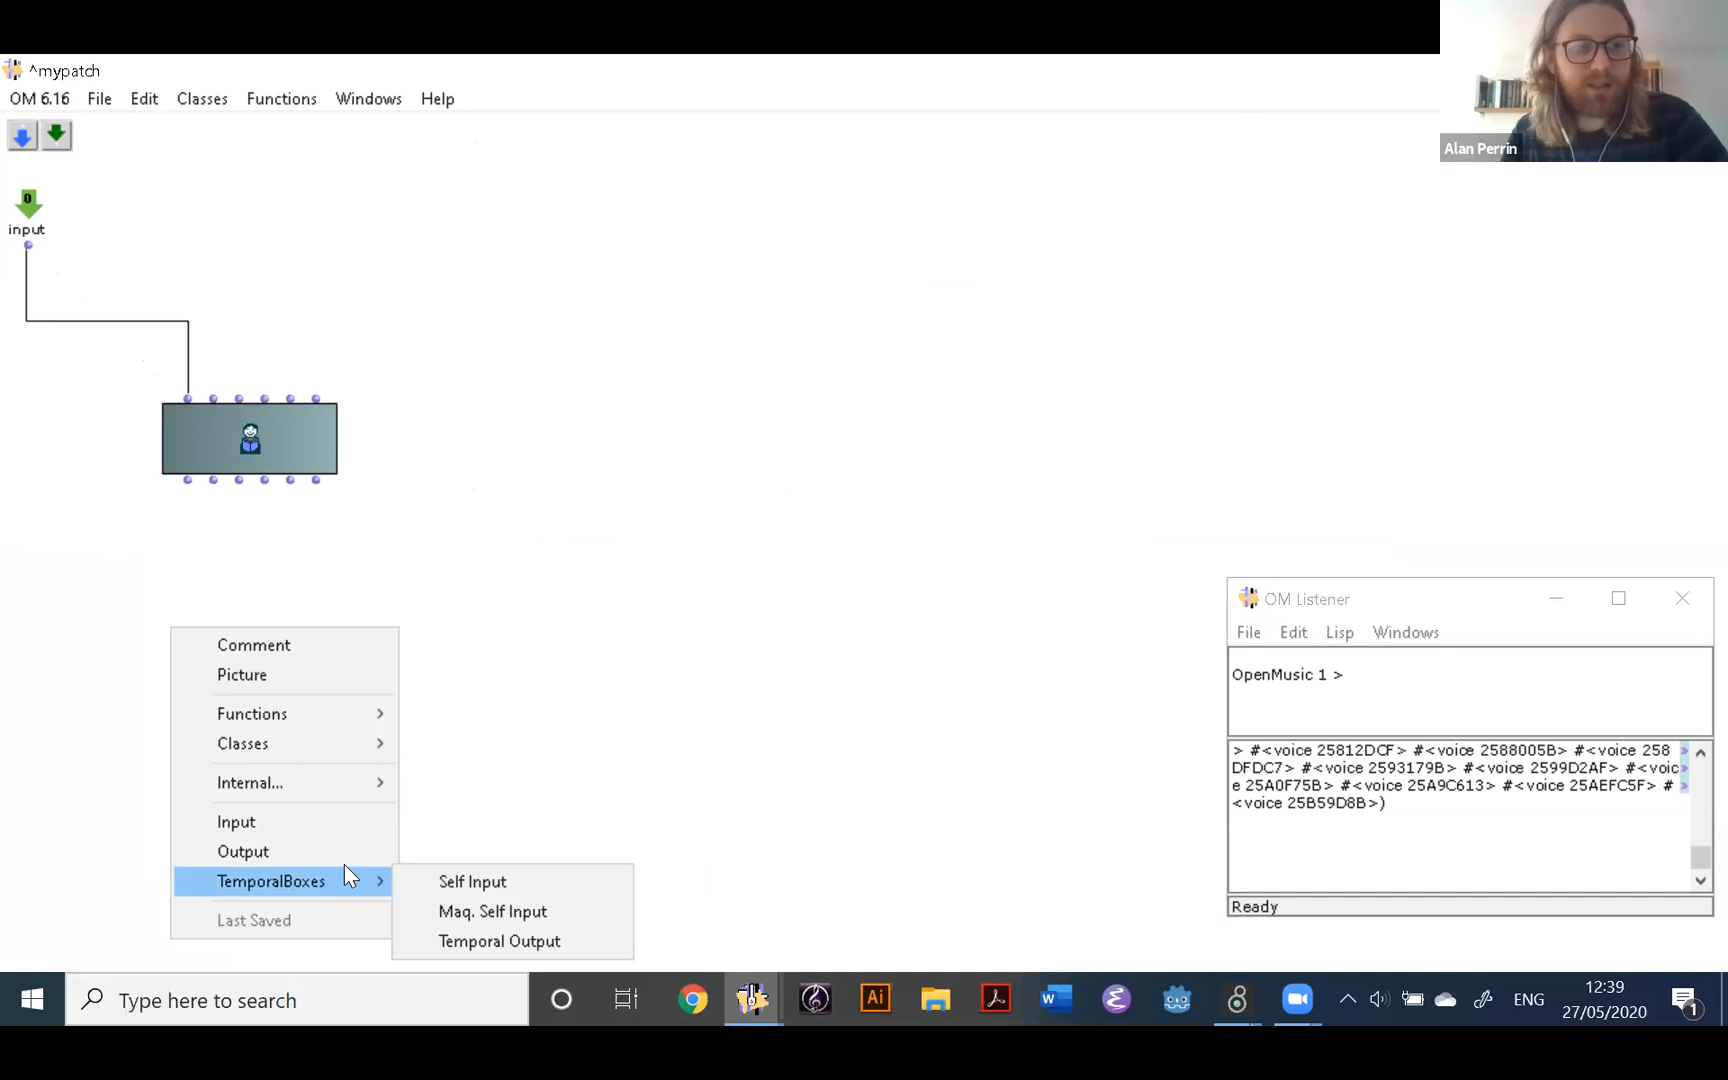 ^mypatch
OM 6.16 File Edit Classes Functions Windows Help
Alan Perrin
0
input
OM Listener
File Edit Lisp Windows
OpenMusic 1 >
> #<voice 25812DCF> #<voice 2588005B> #<voice 258
DFDC7> #<voice 2593179B> #<voice 2599D2AF> #<voic
e 25A0F75B> #<voice 25A9C613> #<voice 25AEFC5F> #
<voice 25B59D8B>)
Ready
Comment
Picture
Functions
Classes
Internal...
Input
Output
TemporalBoxes
Last Saved
Self Input
Maq. Self Input
Temporal Output
Type here to search
Ai
W
ENG
12:39
27/05/2020
1